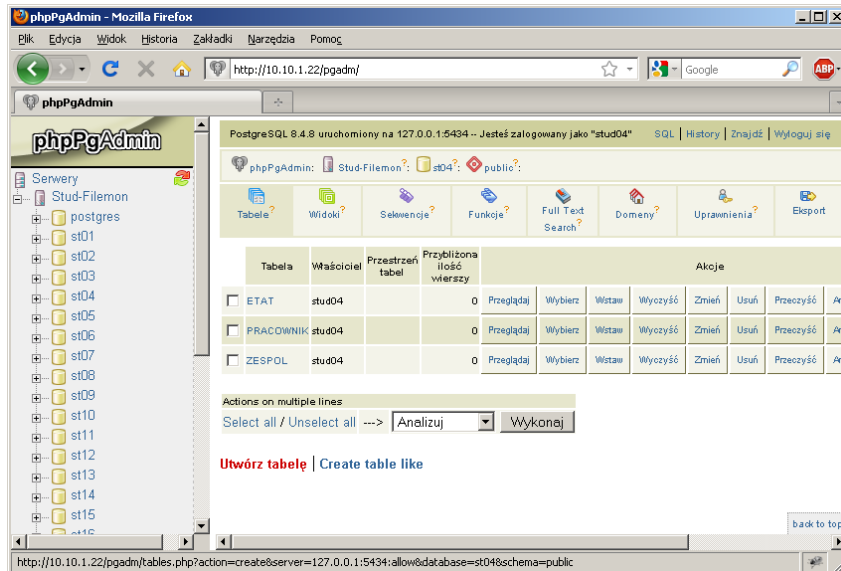 phpPgAdmin - Mozilla Firefox
Plik Edycja Widok Historia Zakładki Narzędzia Pomoc
http://10.10.1.22/pgadm/ Google ABP
phpPgAdmin
phpPgAdmin
Serwery
Stud-Filemon
postgres
st01
st02
st03
st04
st05
st06
st07
st08
st09
st10
st11
st12
st13
st14
st15
PostgreSQL 8.4.8 uruchomiony na 127.0.0.1:5434 -- Jesteś zalogowany jako "stud04" SQL | History | Znajdź | Wyloguj się
phpPgAdmin: Stud-Filemon?: st04?: public?:
Tabele? Widoki? Sekwencje? Funkcje? Full Text Search? Domeny? Uprawnienia? Eksport
Tabela Właściciel Przestrzeń tabel Przybliżona ilość wierszy Akcje
ETAT stud04 0 Przeglądaj Wybierz Wstaw Wyczyść Zmień Usuń Przeczyść
PRACOWNIK stud04 0 Przeglądaj Wybierz Wstaw Wyczyść Zmień Usuń Przeczyść
ZESPOL stud04 0 Przeglądaj Wybierz Wstaw Wyczyść Zmień Usuń Przeczyść
Actions on multiple lines
Select all / Unselect all ---> Analizuj Wykonaj
Utwórz tabelę | Create table like
back to top
http://10.10.1.22/pgadm/tables.php?action=create&server=127.0.0.1:5434:allow&database=st04&schema=public